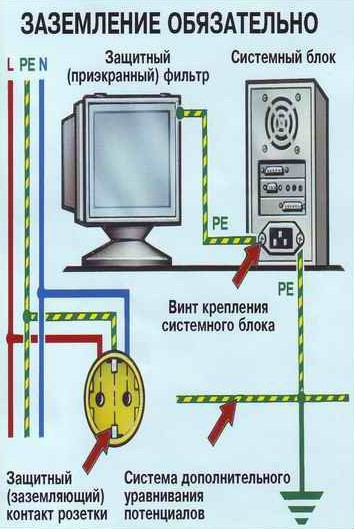 ЗАЗЕМЛЕНИЕ ОБЯЗАТЕЛЬНО
L PE N
Защитный
(приэкранный) фильтр
Системный блок
PE
PE
Винт крепления
системного блока
Защитный
(заземляющий)
контакт розетки
Система дополнительного
уравнивания
потенциалов